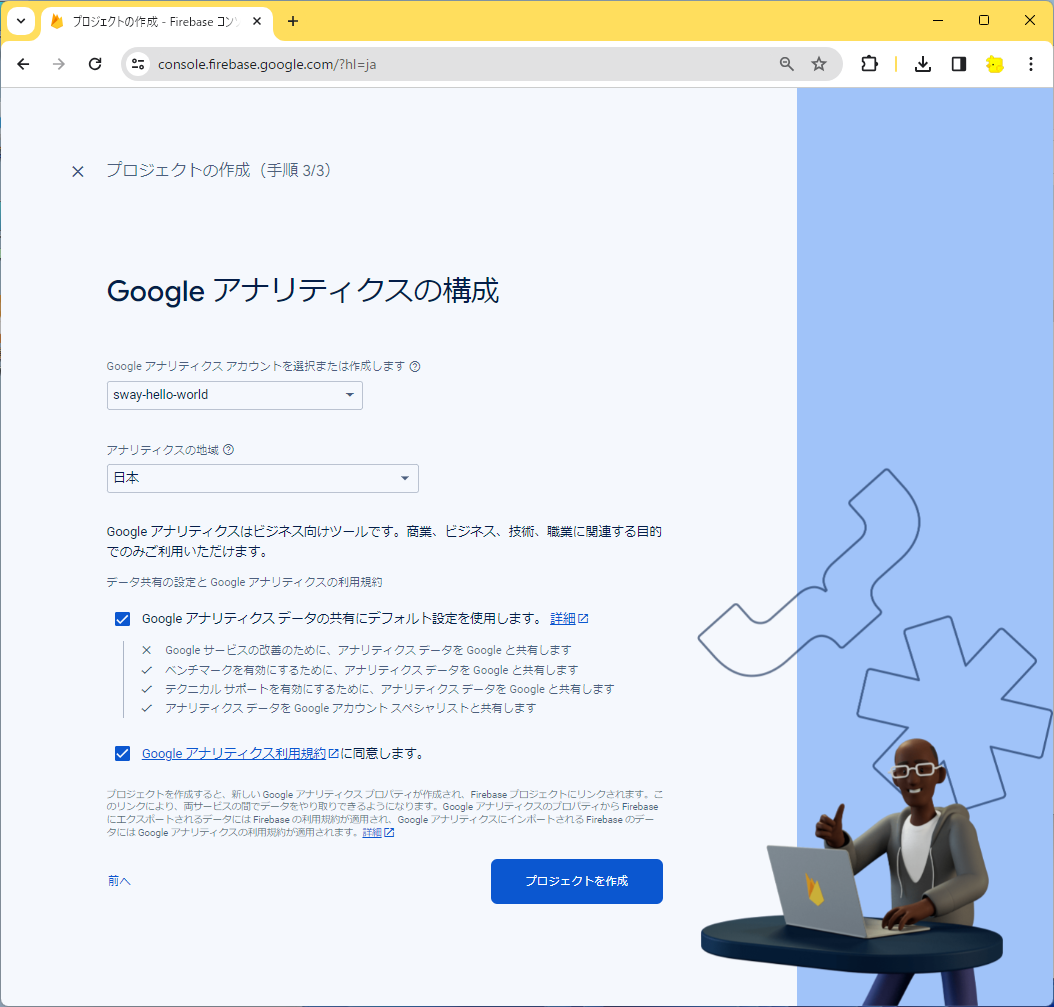 プロジェクトの作成 - Firebase コン
console.firebase.google.com/?hl=ja
プロジェクトの作成（手順 3/3）
Google アナリティクスの構成
Google アナリティクス アカウントを選択または作成します
sway-hello-world
アナリティクスの地域
日本
Google アナリティクスはビジネス向けツールです。商業、ビジネス、技術、職業に関連する目的
でのみご利用いただけます。
データ共有の設定と Google アナリティクスの利用規約
Google アナリティクス データの共有にデフォルト設定を使用します。 詳細
Google サービスの改善のために、アナリティクス データを Google と共有します
ベンチマークを有効にするために、アナリティクス データを Google と共有します
テクニカル サポートを有効にするために、アナリティクス データを Google と共有します
アナリティクス データを Google アカウント スペシャリストと共有します
Google アナリティクス利用規約に同意します。
プロジェクトを作成すると、新しい Google アナリティクス プロパティが作成され、Firebase プロジェクトにリンクされます。こ
のリンクにより、両サービスの間でデータをやり取りできるようになります。Google アナリティクスのプロパティから Firebase
にエクスポートされるデータには Firebase の利用規約が適用され、Google アナリティクスにインポートされる Firebase のデー
タには Google アナリティクスの利用規約が適用されます。詳細
前へ
プロジェクトを作成